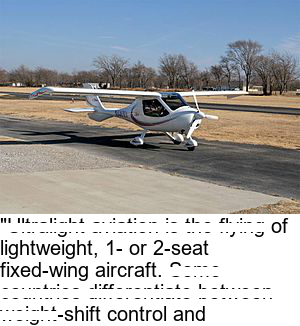 "Ultralight aviation is the flying of
lightweight, 1- or 2-seat
fixed-wing aircraft. Some
countries differentiate between
weight-shift control and